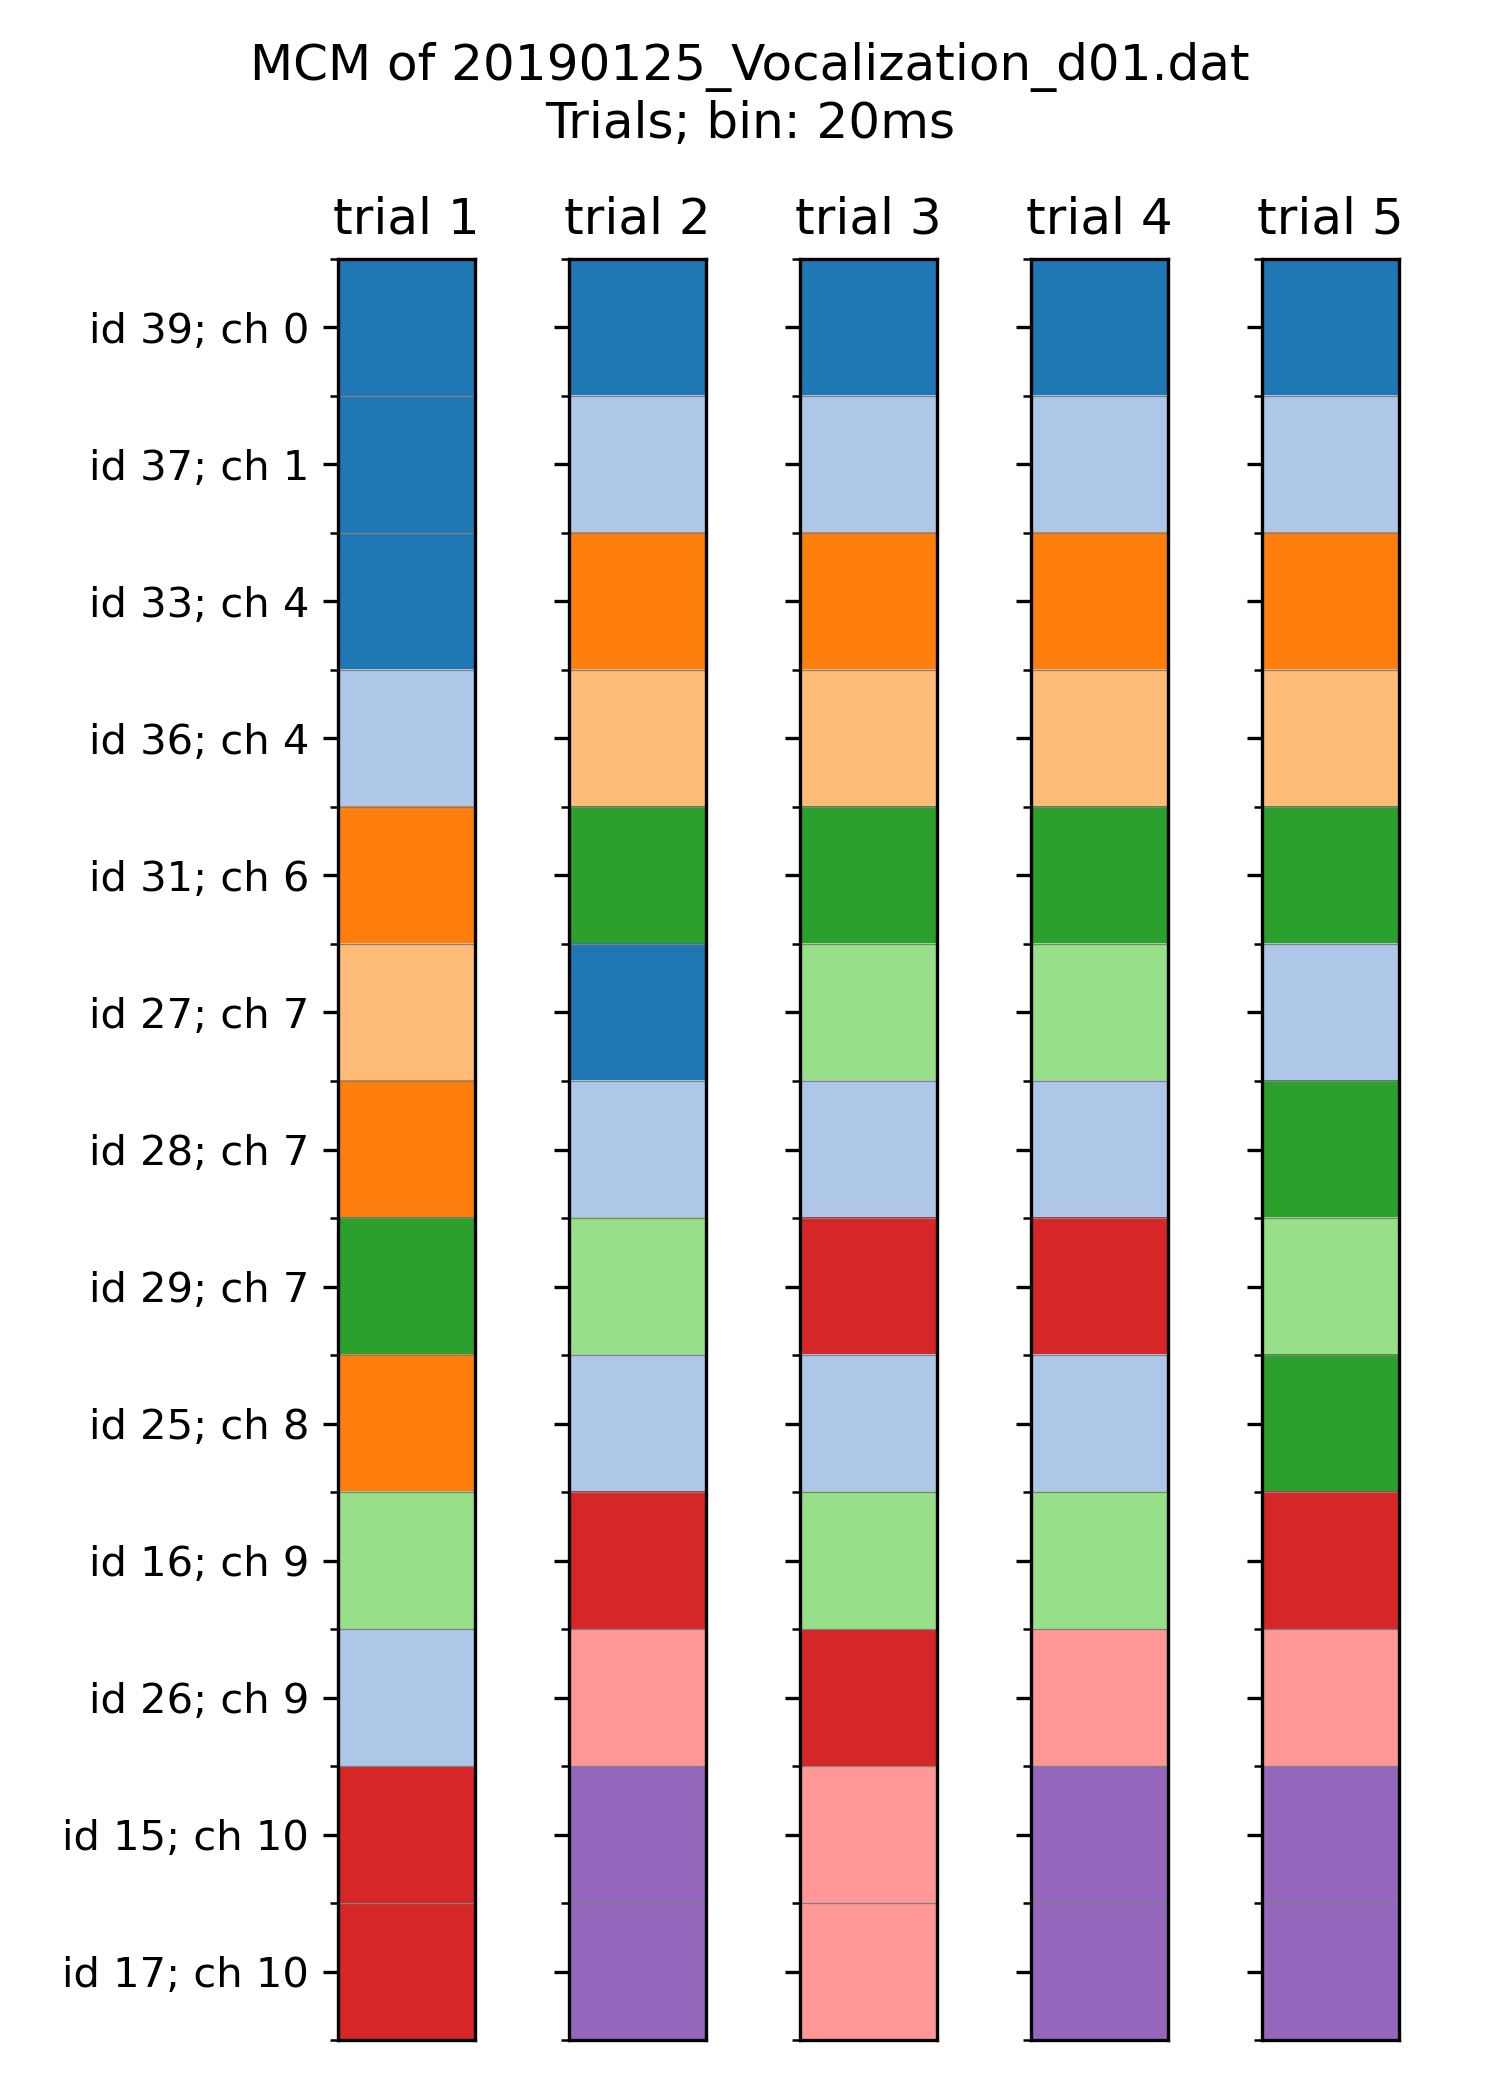 MCM of 20190125_Vocalization_d01.dat
Trials; bin: 20ms
trial 1 trial 2 trial 3 trial 4 trial 5
id 39; ch 0
id 37; ch 1
id 33; ch 4
id 36; ch 4
id 31; ch 6
id 27; ch 7
id 28; ch 7
id 29; ch 7
id 25; ch 8
id 16; ch 9
id 26; ch 9
id 15; ch 10
id 17; ch 10